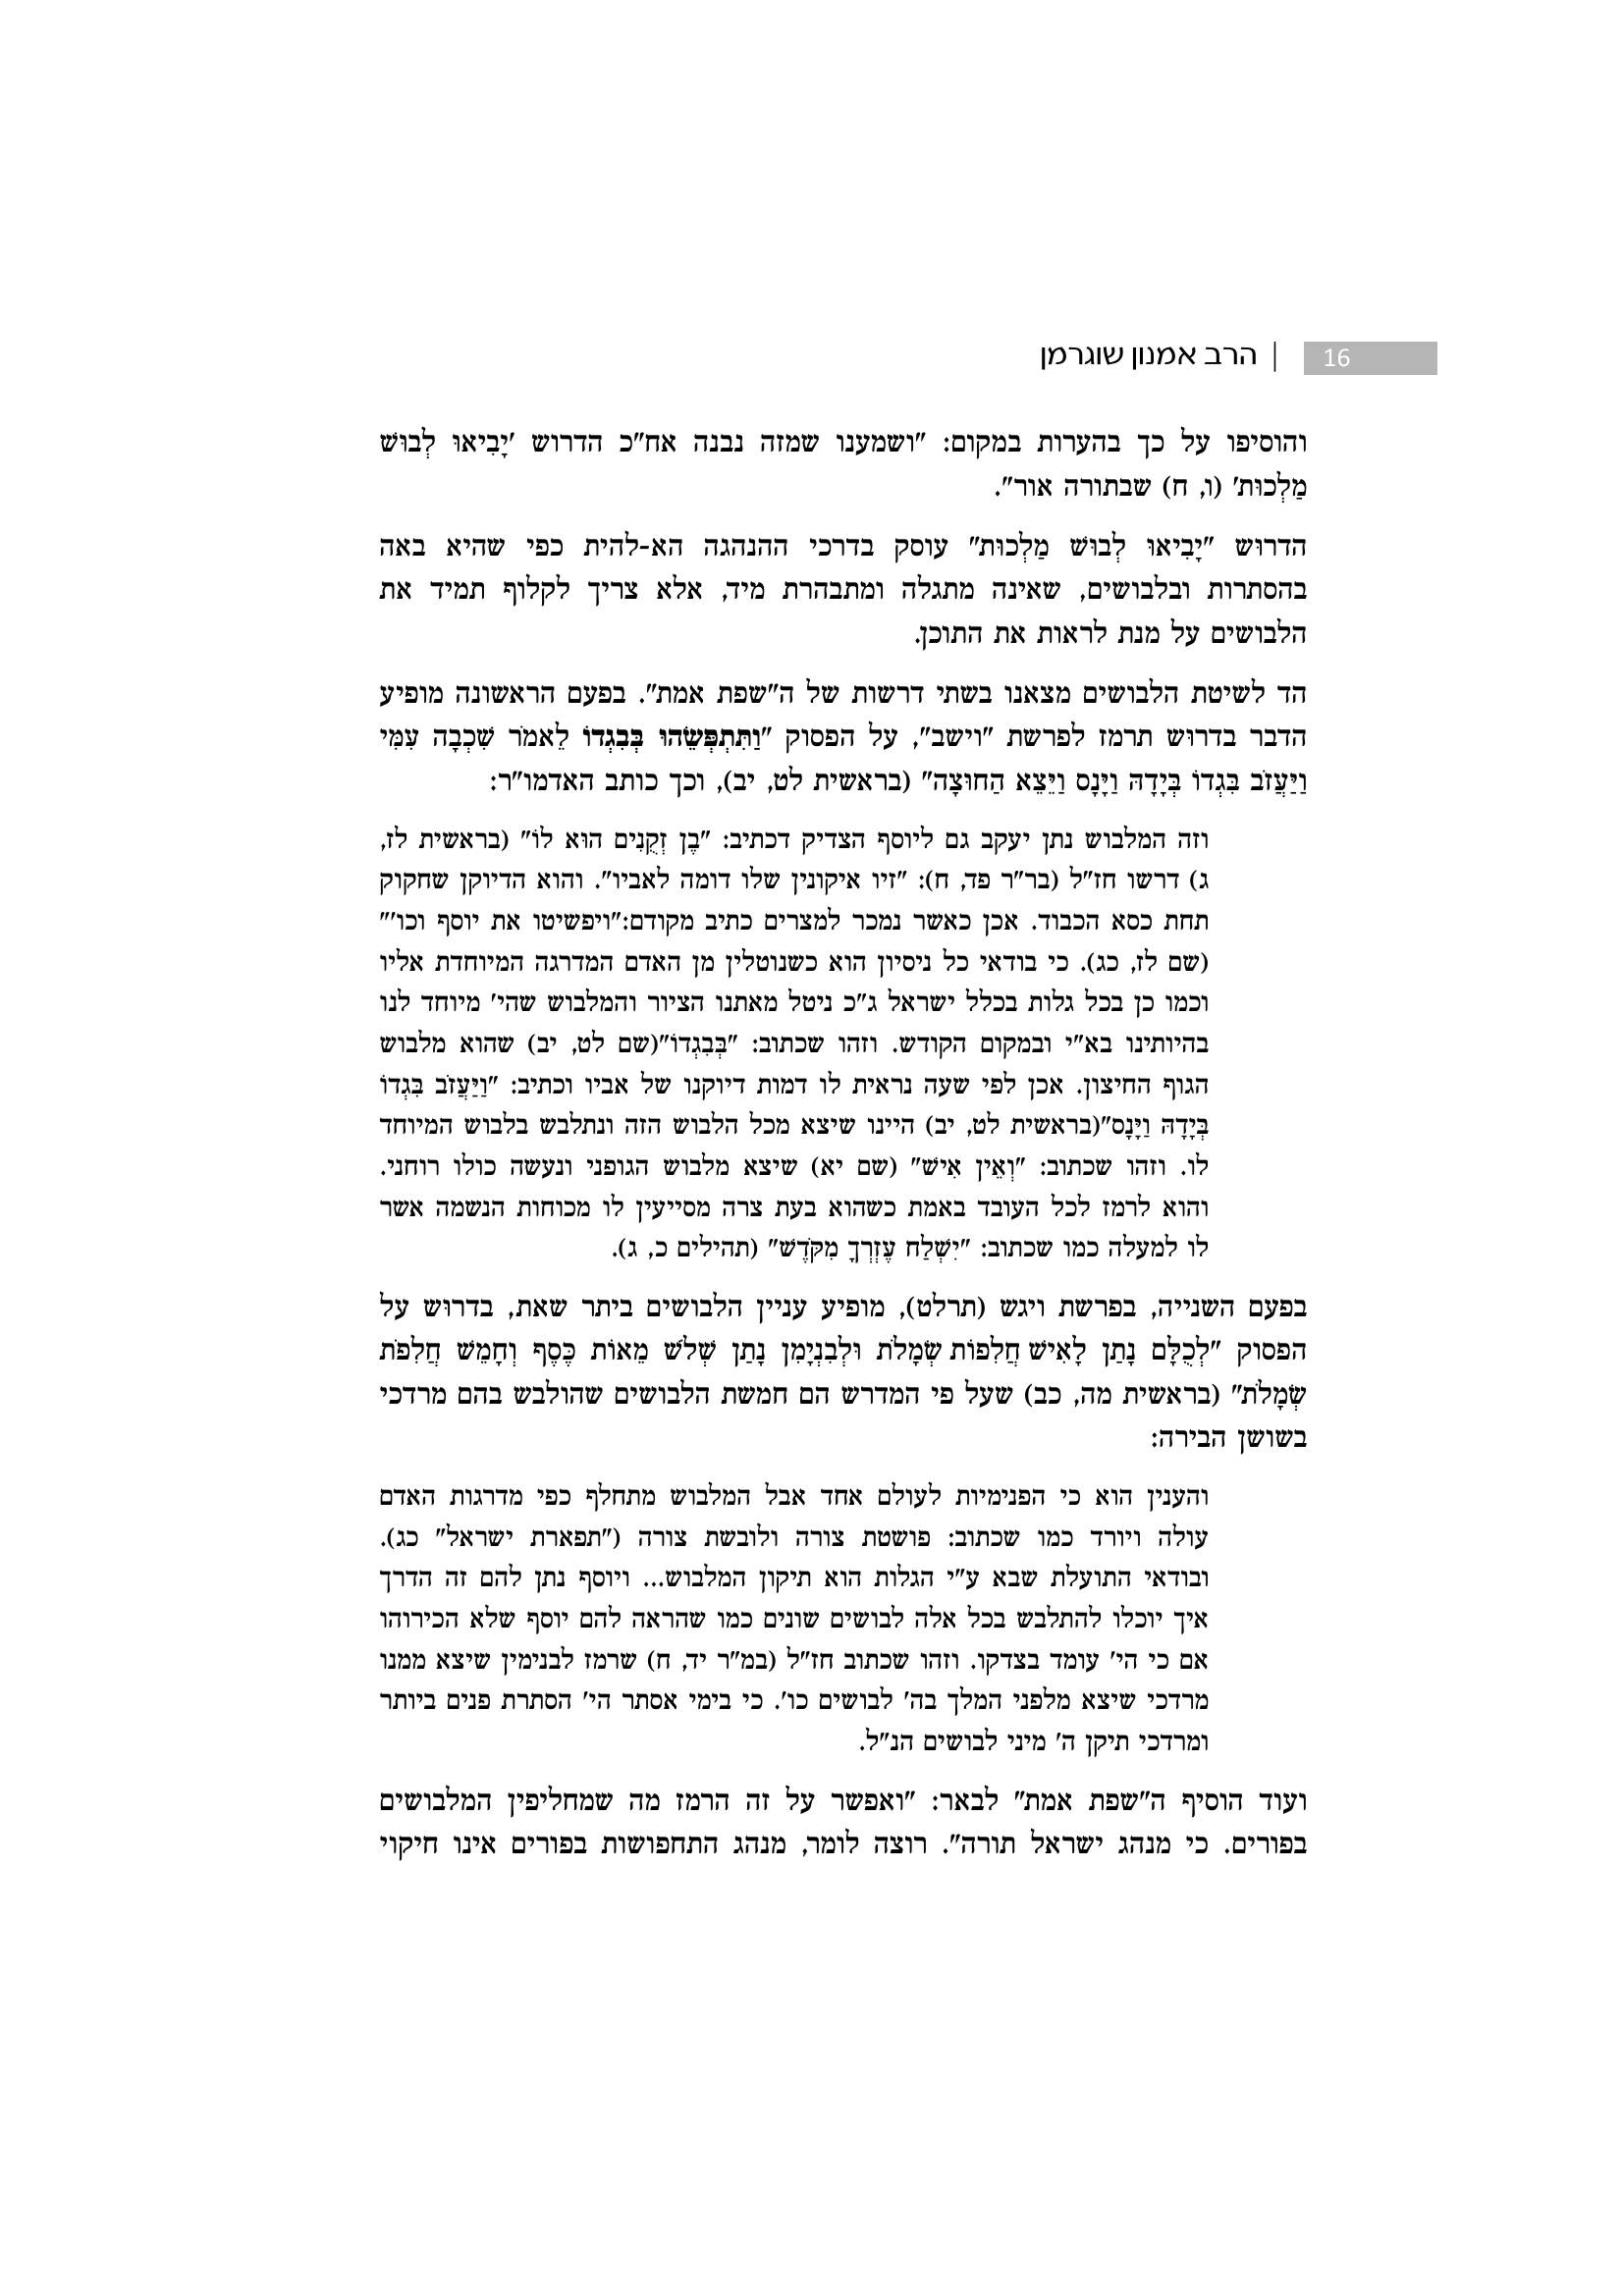 16 | הרב אמנון שוגרמן
והוסיפו על כך בהערות במקום: "ושמענו שמזה נבנה אח"כ הדרוש 'יָבִיאוּ לְבוּשׁ
מַלְכוּת' (ו, ח) שבתורה אור".
הדרוּש "יָבִיאוּ לְבוּשׁ מַלְכוּת" עוסק בדרכי ההנהגה הא-להית כפי שהיא באה
בהסתרות ובלבושים, שאינה מתגלה ומתבהרת מיד, אלא צריך לקלוף תמיד את
הלבושים על מנת לראות את התוכן.
הד לשיטת הלבושים מצאנו בשתי דרשות של ה"שפת אמת". בפעם הראשונה מופיע
הדבר בדרוּש תרמז לפרשת "וישב", על הפסוק "וַתִּתְפְּשֵׂהוּ בְּבִגְדוֹ לֵאמֹר שִׁכְבָה עִמִּי
וַיַּעֲזֹב בִּגְדוֹ בְּיָדָהּ וַיָּנָס וַיֵּצֵא הַחוּצָה" (בראשית לט, יב), וכך כותב האדמו"ר:
וזה המלבוש נתן יעקב גם ליוסף הצדיק דכתיב: "בֶן זְקֻנִים הוּא לוֹ" (בראשית לז,
ג) דרשו חז"ל (בר"ר פד, ח): "זיו איקונין שלו דומה לאביו". והוא הדיוקן שחקוק
תחת כסא הכבוד. אכן כאשר נמכר למצרים כתיב מקודם:"ויפשיטו את יוסף וכו'"
(שם לז, כג). כי בודאי כל ניסיון הוא כשנוטלין מן האדם המדרגה המיוחדת אליו
וכמו כן בכל גלות בכלל ישראל ג"כ ניטל מאתנו הציור והמלבוש שהי' מיוחד לנו
בהיותינו בא"י ובמקום הקודש. וזהו שכתוב: "בְּבִגְדוֹ"(שם לט, יב) שהוא מלבוש
הגוף החיצון. אכן לפי שעה נראית לו דמות דיוקנו של אביו וכתיב: "וַיַּעֲזֹב בִּגְדוֹ
בְּיָדָהּ וַיָּנָס"(בראשית לט, יב) היינו שיצא מכל הלבוש הזה ונתלבש בלבוש המיוחד
לו. וזהו שכתוב: "וְאֵין אִישׁ" (שם יא) שיצא מלבוש הגופני ונעשה כולו רוחני.
והוא לרמז לכל העובד באמת כשהוא בעת צרה מסייעין לו מכוחות הנשמה אשר
לו למעלה כמו שכתוב: "יִשְׁלַח עֶזְרְךָ מִקֹּדֶשׁ" (תהילים כ, ג).
בפעם השנייה, בפרשת ויגש (תרלט), מופיע עניין הלבושים ביתר שאת, בדרוּש על
הפסוק "לְכֻלָּם נָתַן לָאִישׁ חֲלִפוֹת שְׂמָלֹת וּלְבִנְיָמִן נָתַן שְׁלֹשׁ מֵאוֹת כֶּסֶף וְחָמֵשׁ חֲלִפֹת
שְׂמָלֹת" (בראשית מה, כב) שעל פי המדרש הם חמשת הלבושים שהולבש בהם מרדכי
בשושן הבירה:
והענין הוא כי הפנימיות לעולם אחד אבל המלבוש מתחלף כפי מדרגות האדם
עולה ויורד כמו שכתוב: פושטת צורה ולובשת צורה ("תפארת ישראל" כג).
ובודאי התועלת שבא ע"י הגלות הוא תיקון המלבוש... ויוסף נתן להם זה הדרך
איך יוכלו להתלבש בכל אלה לבושים שונים כמו שהראה להם יוסף שלא הכירוהו
אם כי הי' עומד בצדקו. וזהו שכתוב חז"ל (במ"ר יד, ח) שרמז לבנימין שיצא ממנו
מרדכי שיצא מלפני המלך בה' לבושים כו'. כי בימי אסתר הי' הסתרת פנים ביותר
ומרדכי תיקן ה' מיני לבושים הנ"ל.
ועוד הוסיף ה"שפת אמת" לבאר: "ואפשר על זה הרמז מה שמחליפין המלבושים
בפורים. כי מנהג ישראל תורה". רוצה לומר, מנהג התחפושות בפורים אינו חיקוי